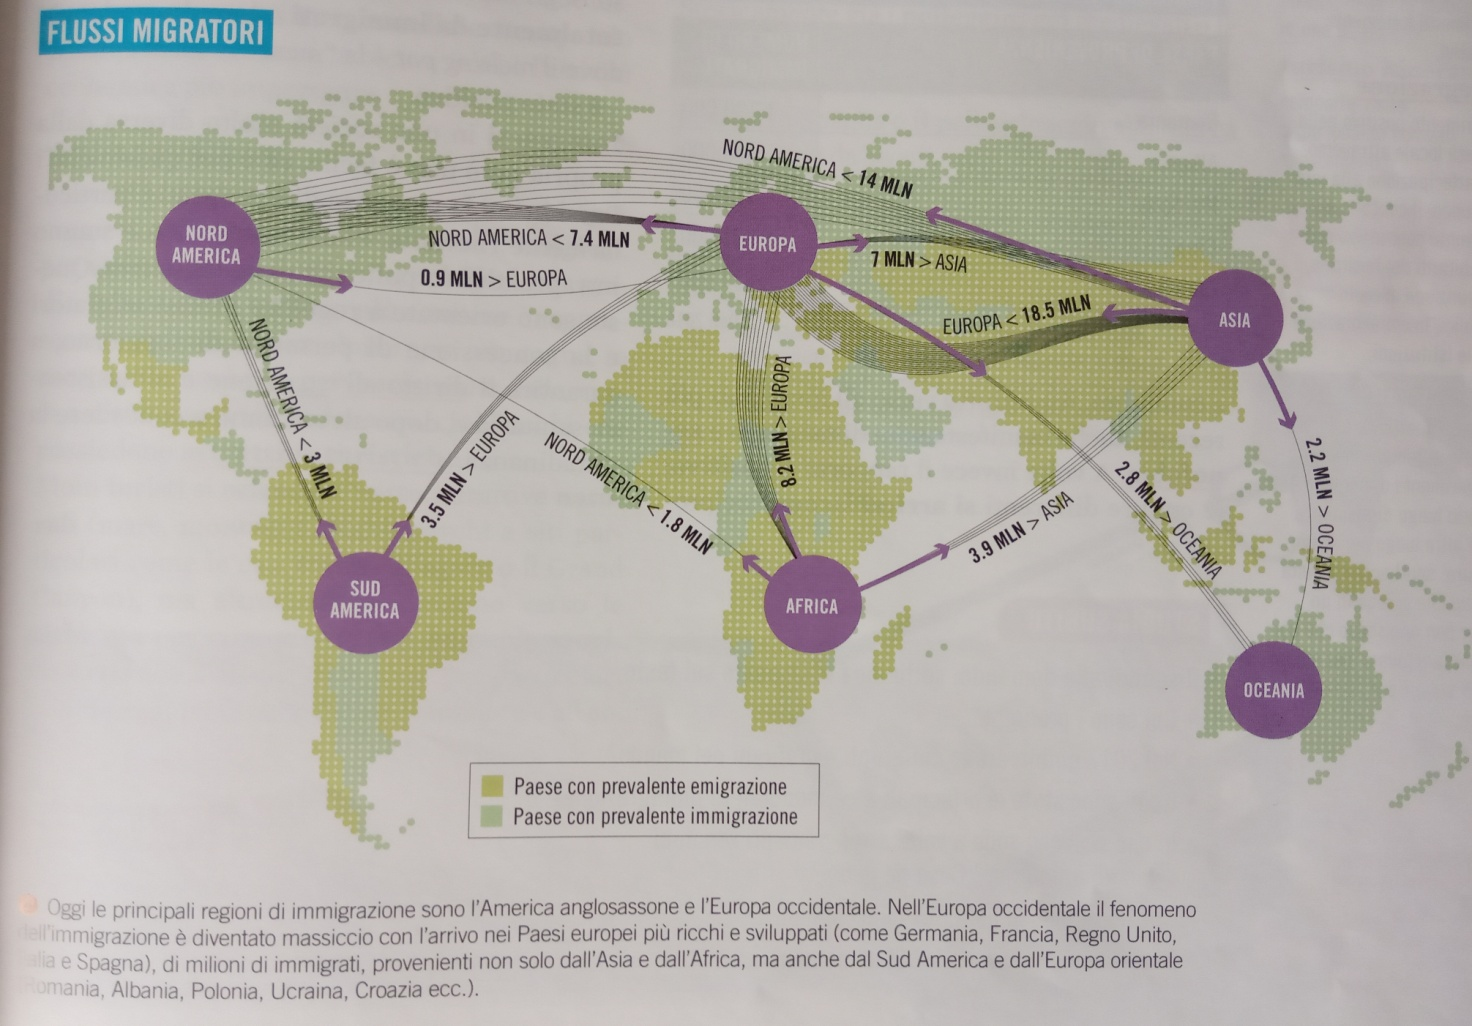 FLUSSI MIGRATORI
NORD AMERICA < 14 MLN
NORD
AMERICA
EUROPA
NORD AMERICA < 7.4 MLN
7 MLN > ASIA
0.9 MLN > EUROPA
EUROPA < 18.5 MLN
ASIA
NORD AMERICA < 3 MLN
3.5 MLN > EUROPA
8.2 MLN > EUROPA
NORD AMERICA < 1.8 MLN
3.9 MLN > ASIA
2.8 MLN > OCEANIA
2.2 MLN > OCEANIA
SUD
AMERICA
AFRICA
OCEANIA
Paese con prevalente emigrazione
Paese con prevalente immigrazione
Oggi le principali regioni di immigrazione sono l'America anglosassone e l'Europa occidentale. Nell'Europa occidentale il fenomeno
dell'immigrazione è diventato massiccio con l'arrivo nei Paesi europei più ricchi e sviluppati (come Germania, Francia, Regno Unito,
Italia e Spagna), di milioni di immigrati, provenienti non solo dall'Asia e dall'Africa, ma anche dal Sud America e dall'Europa orientale
Romania, Albania, Polonia, Ucraina, Croazia ecc.).